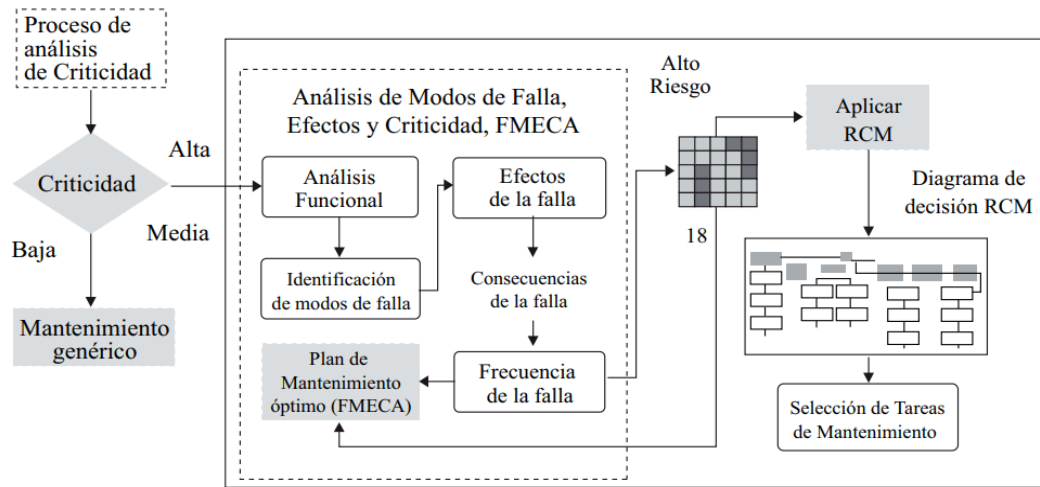 Proceso de
análisis
de Criticidad
Criticidad
Alta
Media
Baja
Mantenimiento
genérico
Análisis de Modos de Falla,
Efectos y Criticidad, FMECA
Análisis
Funcional
Identificación
de modos de falla
Efectos
de la falla
Consecuencias
de la falla
Frecuencia
de la falla
Plan de
Mantenimiento
óptimo (FMECA)
Alto
Riesgo
18
Aplicar
RCM
Diagrama de
decisión RCM
Selección de Tareas
de Mantenimiento